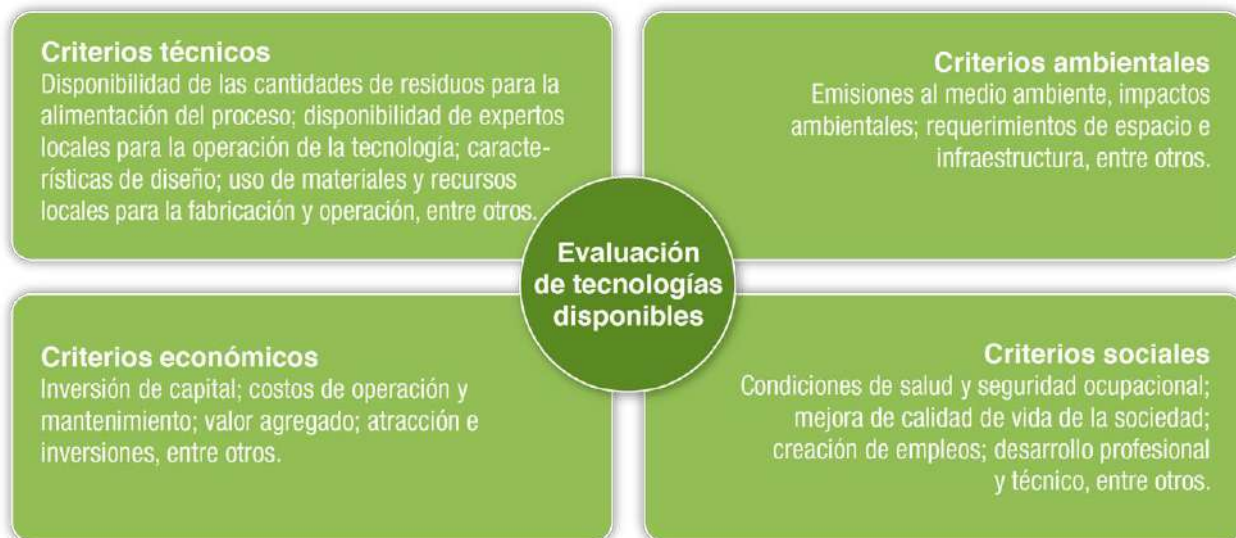 Criterios técnicos
Disponibilidad de las cantidades de residuos para la
alimentación del proceso; disponibilidad de expertos
locales para la operación de la tecnología; caracte-
rísticas de diseño; uso de materiales y recursos
locales para la fabricación y operación, entre otros.
Criterios ambientales
Emisiones al medio ambiente, impactos
ambientales; requerimientos de espacio e
infraestructura, entre otros.
Evaluación
de tecnologías
disponibles
Criterios económicos
Inversión de capital; costos de operación y
mantenimiento; valor agregado; atracción e
inversiones, entre otros.
Criterios sociales
Condiciones de salud y seguridad ocupacional;
mejora de calidad de vida de la sociedad;
creación de empleos; desarrollo profesional
y técnico, entre otros.